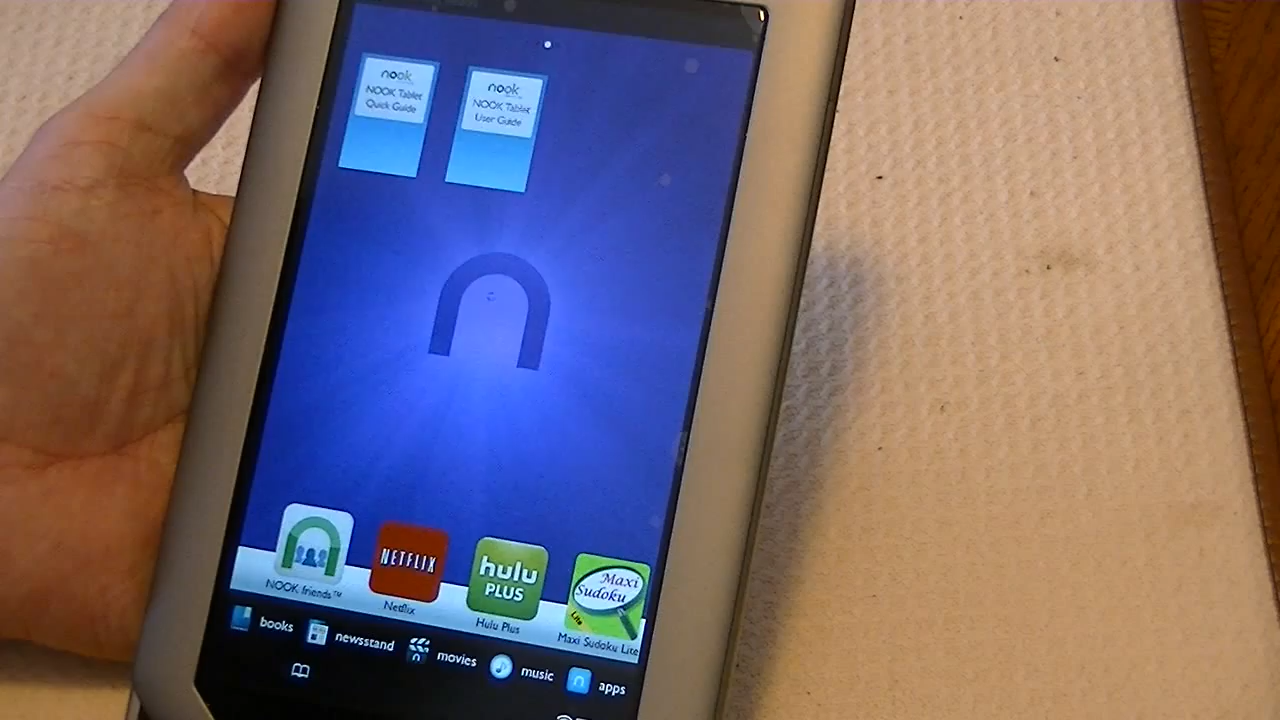 nook
NOOK Tablet
Quick Guide
nook
NOOK Tablet
User Guide
NETFLIX
hulu
PLUS
Maxi
Sudoku
Lite
NOOK friends™
Netflix
Hulu Plus
Maxi Sudoku Lite
books
newsstand
movies
music
apps